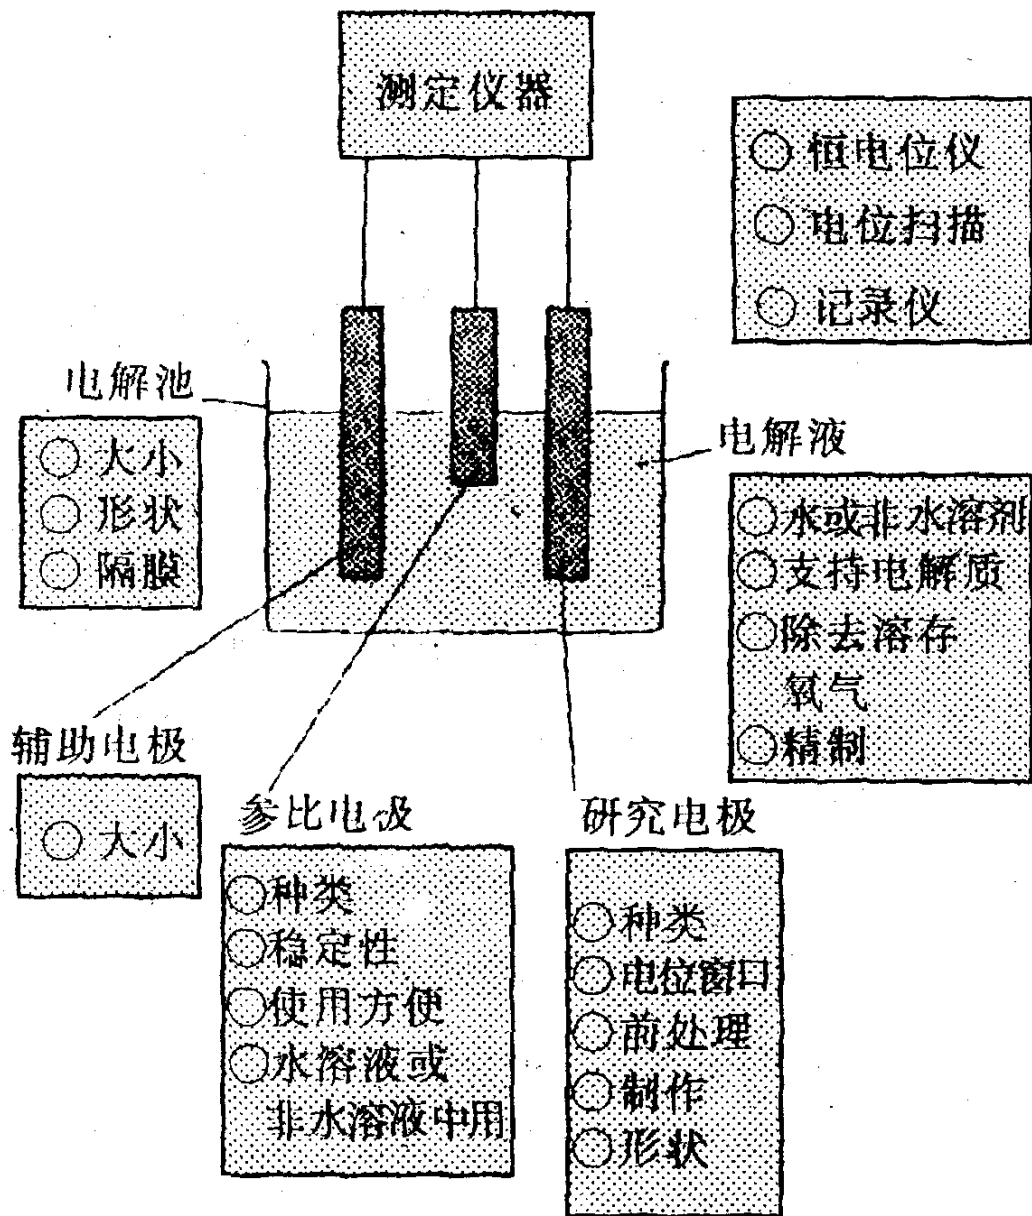 测定仪器
○ 恒电位仪
○ 电位扫描
○ 记录仪
电解池
○ 大小
○ 形状
○ 隔膜
电解液
○水或非水溶剂
○支持电解质
○除去溶存
氧气
○精制
辅助电极
○ 大小
参比电极
○种类
○稳定性
○使用方便
○水溶液或
非水溶液中用
研究电极
○种类
○电位窗口
○前处理
○制作
○形状